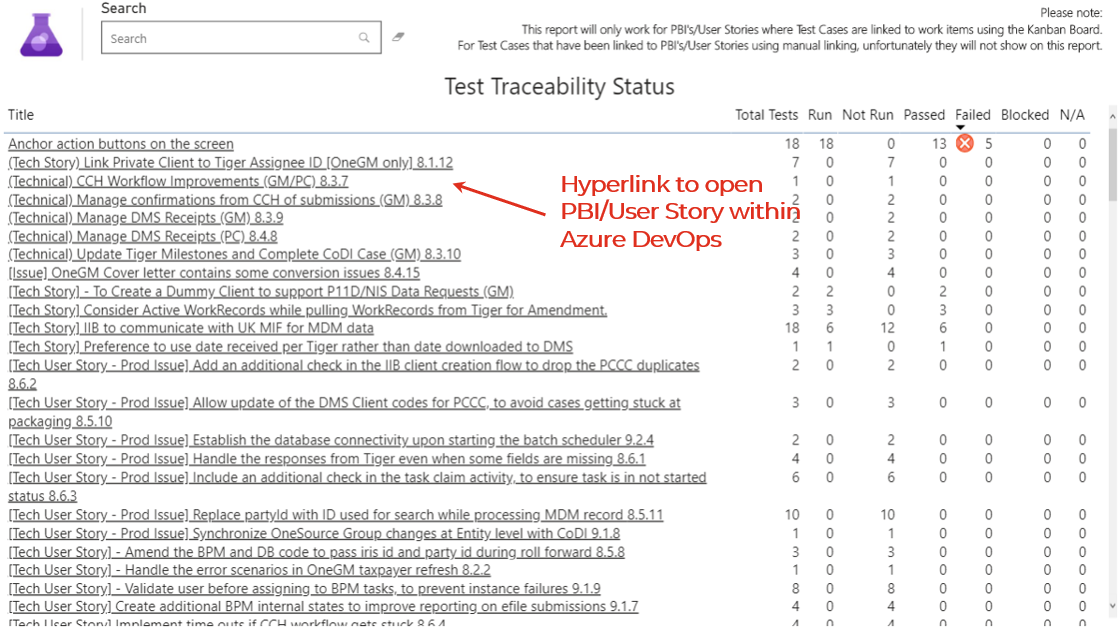 Search
Search
Please note:
This report will only work for PBI's/User Stories where Test Cases are linked to work items using the Kanban Board.
For Test Cases that have been linked to PBI's/User Stories using manual linking, unfortunately they will not show on this report.
Test Traceability Status
Title Total Tests Run Not Run Passed Failed Blocked N/A
Anchor action buttons on the screen 18 18 0 13 5 0 0
(Tech Story) Link Private Client to Tiger Assignee ID [OneGM only] 8.1.12 7 0 7 0 0 0 0
(Technical) CCH Workflow Improvements (GM/PC) 8.3.7 1 0 1 0 0 0 0
(Technical) Manage confirmations from CCH of submissions (GM) 8.3.8 2 0 2 0 0 0 0
(Technical) Manage DMS Receipts (GM) 8.3.9 2 0 2 0 0 0 0
(Technical) Manage DMS Receipts (PC) 8.4.8 2 0 2 0 0 0 0
(Technical) Update Tiger Milestones and Complete CoDI Case (GM) 8.3.10 3 0 3 0 0 0 0
Hyperlink to open
PBI/User Story within
Azure DevOps
[Issue] OneGM Cover letter contains some conversion issues 8.4.15 4 0 4 0 0 0 0
[Tech Story] - To Create a Dummy Client to support P11D/NIS Data Requests (GM) 2 2 0 2 0 0 0
[Tech Story] Consider Active WorkRecords while pulling WorkRecords from Tiger for Amendment. 3 3 0 3 0 0 0
[Tech Story] IIB to communicate with UK MIF for MDM data 18 6 12 6 0 0 0
[Tech Story] Preference to use date received per Tiger rather than date downloaded to DMS 1 1 0 1 0 0 0
[Tech User Story - Prod Issue] Add an additional check in the IIB client creation flow to drop the PCCC duplicates 2 0 2 0 0 0 0
8.6.2
[Tech User Story - Prod Issue] Allow update of the DMS Client codes for PCCC, to avoid cases getting stuck at 3 0 3 0 0 0 0
packaging 8.5.10
[Tech User Story - Prod Issue] Establish the database connectivity upon starting the batch scheduler 9.2.4 2 0 2 0 0 0 0
[Tech User Story - Prod Issue] Handle the responses from Tiger even when some fields are missing 8.6.1 4 0 4 0 0 0 0
[Tech User Story - Prod Issue] Include an additional check in the task claim activity, to ensure task is in not started 6 0 6 0 0 0 0
status 8.6.3
[Tech User Story - Prod Issue] Replace partyId with ID used for search while processing MDM record 8.5.11 10 0 10 0 0 0 0
[Tech User Story - Prod Issue] Synchronize OneSource Group changes at Entity level with CoDI 9.1.8 1 0 1 0 0 0 0
[Tech User Story] - Amend the BPM and DB code to pass iris id and party id during roll forward 8.5.8 3 0 3 0 0 0 0
[Tech User Story] - Handle the error scenarios in OneGM taxpayer refresh 8.2.2 1 0 1 0 0 0 0
[Tech User Story] - Validate user before assigning to BPM tasks, to prevent instance failures 9.1.9 8 0 8 0 0 0 0
[Tech User Story] Create additional BPM internal states to improve reporting on efile submissions 9.1.7 4 0 4 0 0 0 0
[Tech User Story] Implement time outs if CCH workflow gets stuck 8.6.4 4 0 4 0 0 0 0